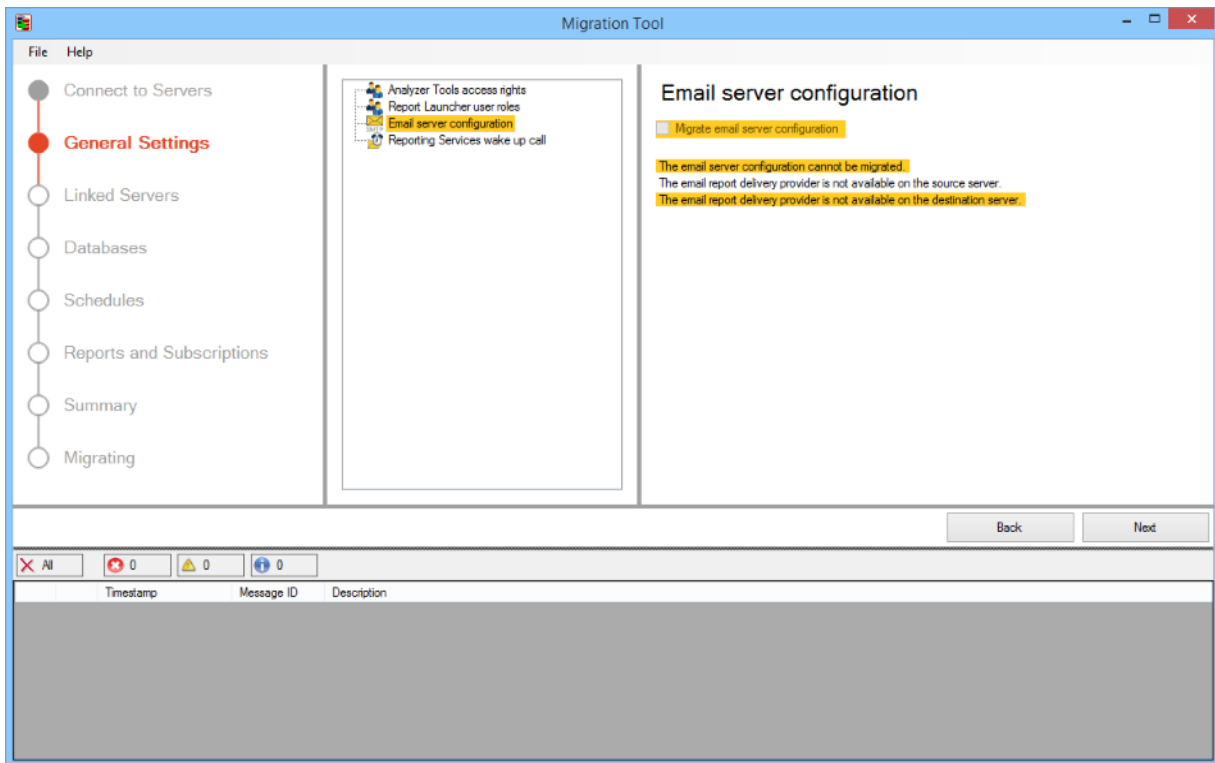 Migration Tool
File Help
Connect to Servers
General Settings
Linked Servers
Databases
Schedules
Reports and Subscriptions
Summary
Migrating
Analyzer Tools access rights
Report Launcher user roles
SMTP
Email server configuration
Reporting Services wake up call
Email server configuration
Migrate email server configuration
The email server configuration cannot be migrated.
The email report delivery provider is not available on the source server.
The email report delivery provider is not available on the destination server.
Back Next
All 0 0 0
Timestamp Message ID Description